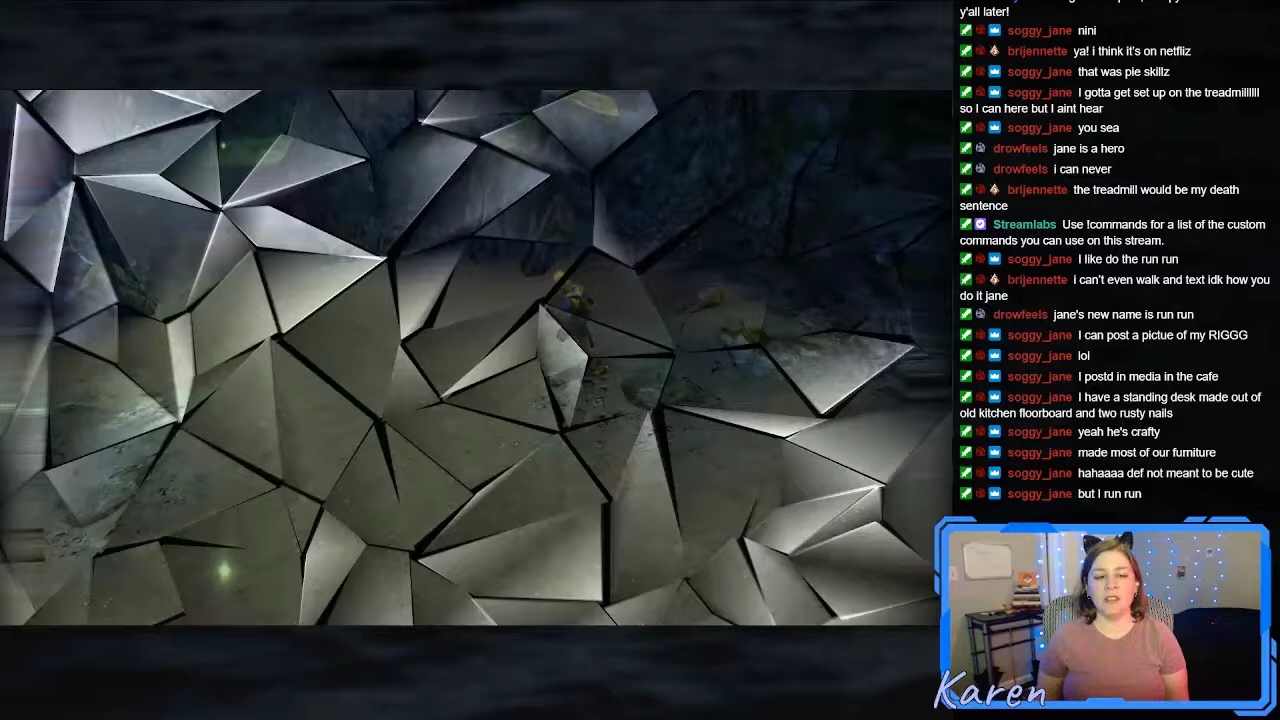 y'all later!
soggy_jane nini
brijennette ya! i think it's on netfliz
soggy_jane that was pie skillz
soggy_jane I gotta get set up on the treadmillllll
so I can here but I aint hear
soggy_jane you sea
drowfeels jane is a hero
drowfeels i can never
brijennette the treadmill would be my death
sentence
Streamlabs Use !commands for a list of the custom
commands you can use on this stream.
soggy_jane I like do the run run
brijennette i can't even walk and text idk how you
do it jane
drowfeels jane's new name is run run
soggy_jane I can post a pictue of my RIGGG
soggy_jane lol
soggy_jane I postd in media in the cafe
soggy_jane I have a standing desk made out of
old kitchen floorboard and two rusty nails
soggy_jane yeah he's crafty
soggy_jane made most of our furniture
soggy_jane hahaaaa def not meant to be cute
soggy_jane but I run run
Karen